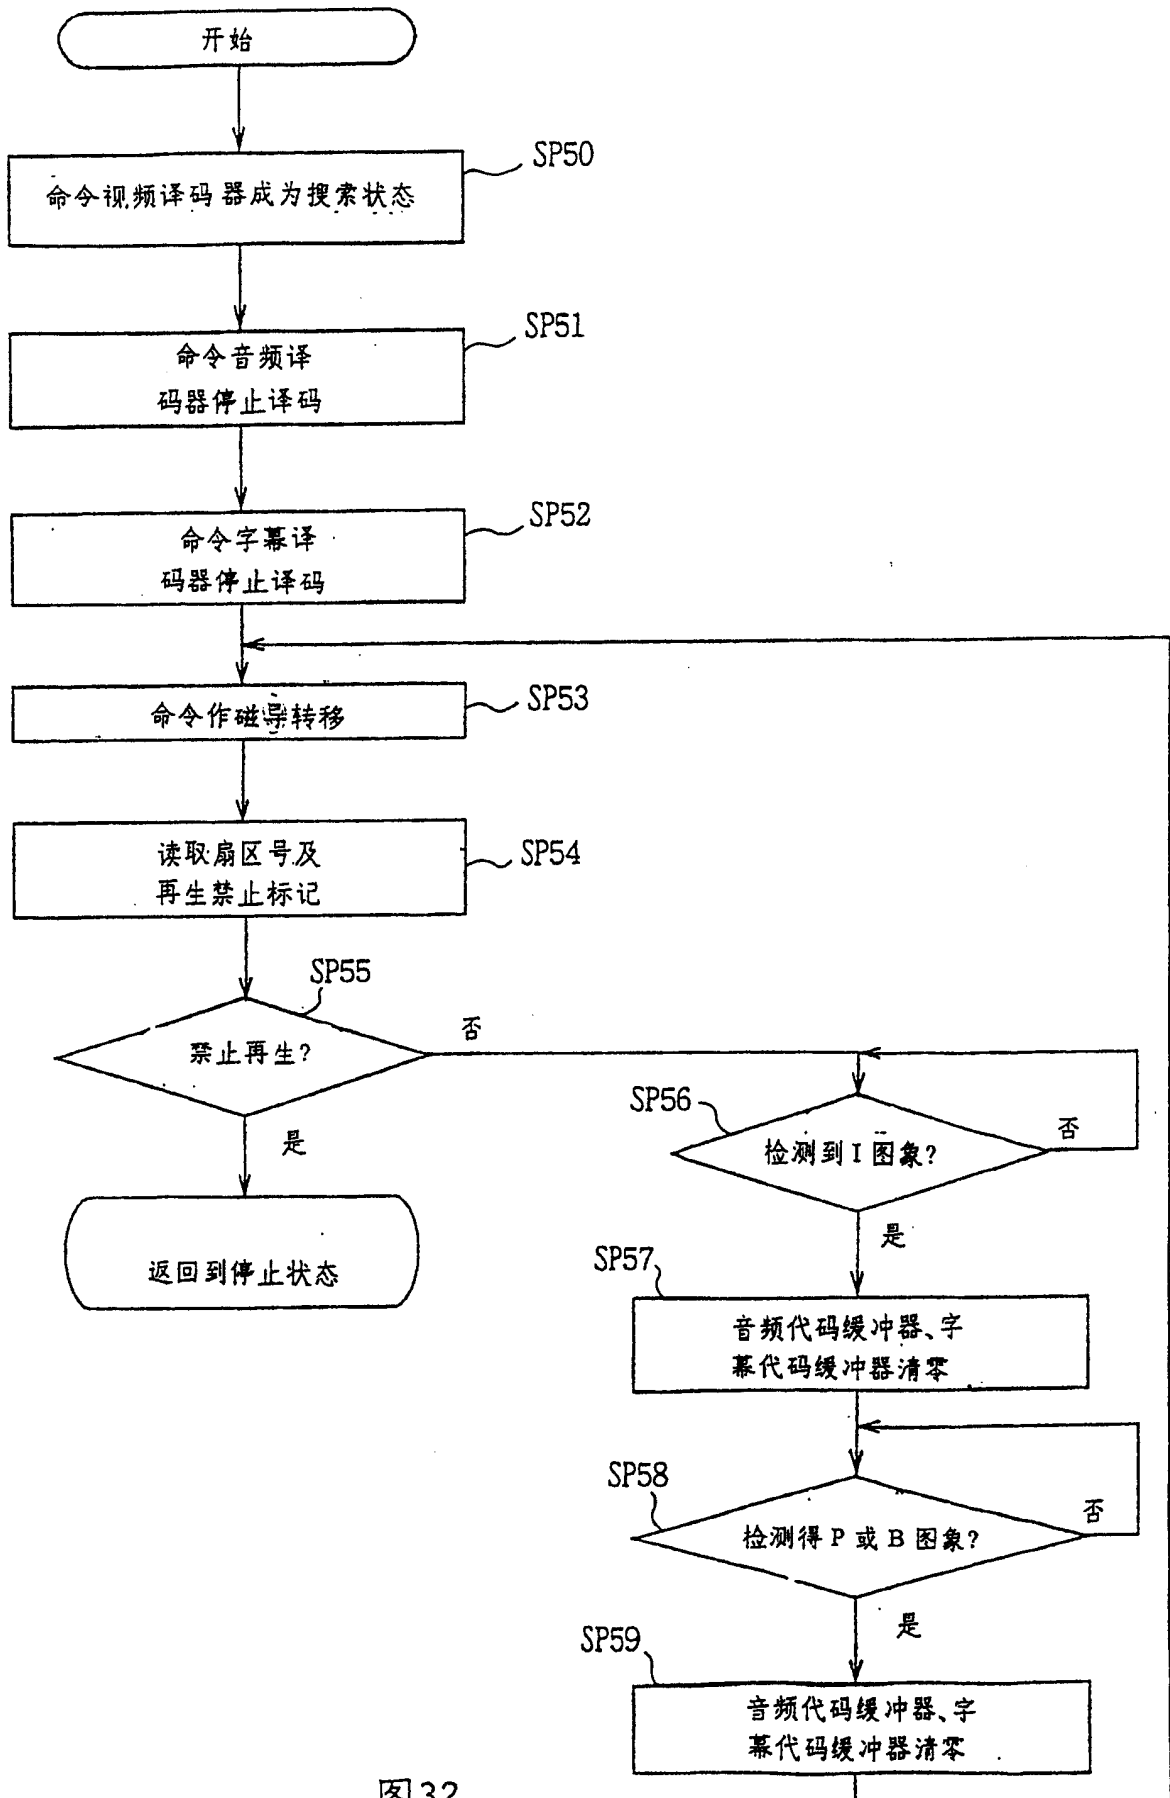 开始
SP50
命令视频译码器成为搜索状态
SP51
命令音频译
码器停止译码
SP52
命令字幕译
码器停止译码
SP53
命令作磁导转移
SP54
读取扇区号及
再生禁止标记
SP55
禁止再生?
否
是
返回到停止状态
SP56
检测到I图象?
否
是
SP57
音频代码缓冲器、字
幕代码缓冲器清零
SP58
检测得P或B图象?
否
是
SP59
音频代码缓冲器、字
幕代码缓冲器清零
图32